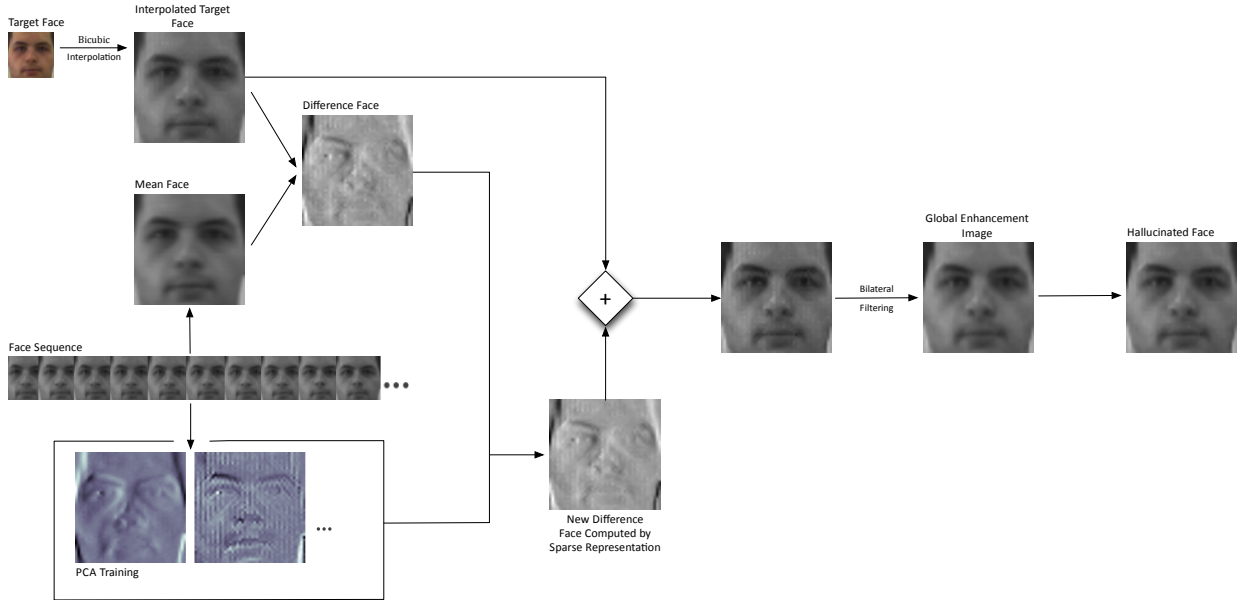 Target Face
Bicubic
Interpolation
Interpolated Target
Face
Difference Face
Mean Face
Face Sequence
...
...
PCA Training
+
New Difference
Face Computed by
Sparse Representation
Bilateral
Filtering
Global Enhancement
Image
Hallucinated Face